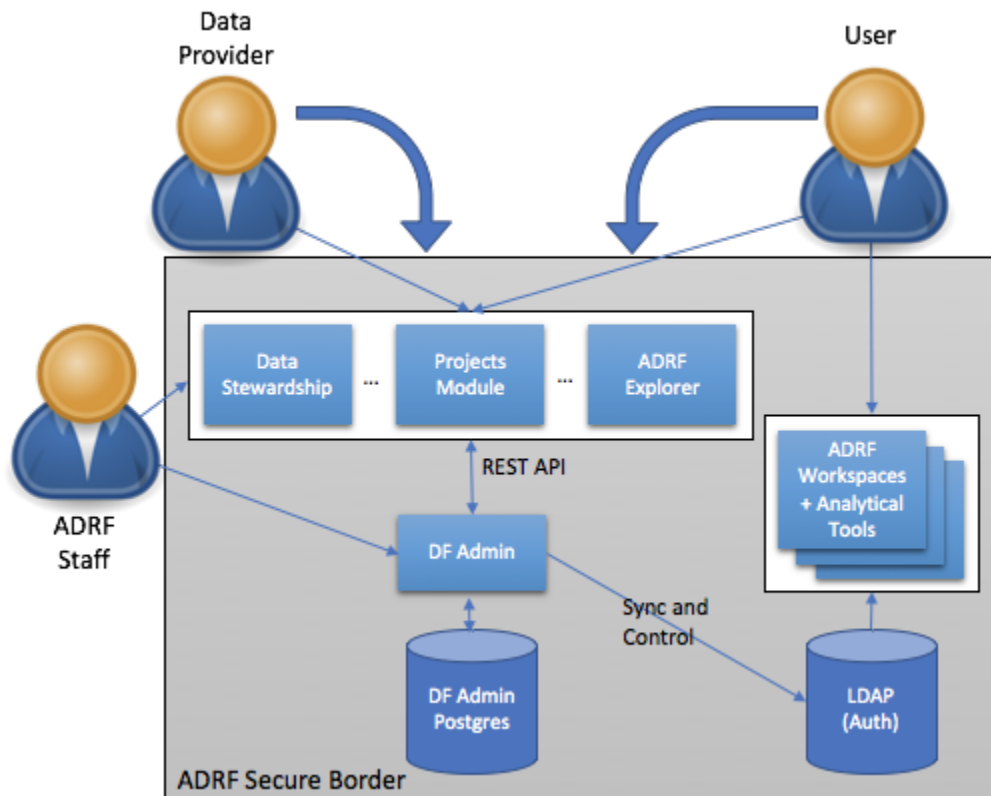 Data
Provider
User
Data
Stewardship
...
Projects
Module
...
ADRF
Explorer
REST API
ADRF
Workspaces
+ Analytical
Tools
ADRF
Staff
DF Admin
Sync and
Control
DF Admin
Postgres
LDAP
(Auth)
ADRF Secure Border